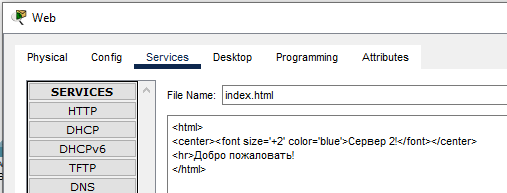 Web
Physical Config Services Desktop Programming Attributes
SERVICES
HTTP
DHCP
DHCPv6
TFTP
DNS
File Name: index.html
<html>
<center><font size='+2' color='blue'>Сервер 2!</font></center>
<hr>Добро пожаловать!
</html>